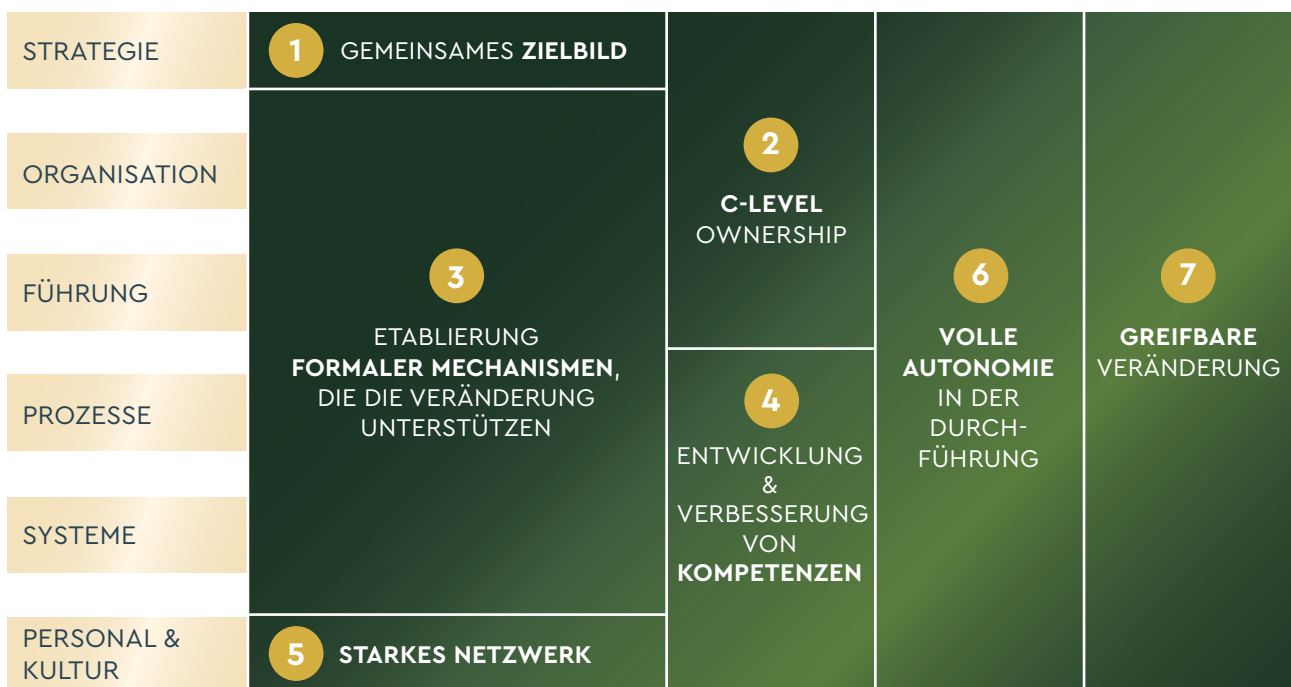 STRATEGIE
ORGANISATION
FÜHRUNG
PROZESSE
SYSTEME
PERSONAL &
KULTUR
1
GEMEINSAMES ZIELBILD
2
C-LEVEL
OWNERSHIP
3
ETABLIERUNG
FORMALER MECHANISMEN,
DIE DIE VERÄNDERUNG
UNTERSTÜTZEN
4
ENTWICKLUNG
&
VERBESSERUNG
VON
KOMPETENZEN
5
STARKES NETZWERK
6
VOLLE
AUTONOMIE
IN DER
DURCH-
FÜHRUNG
7
GREIFBARE
VERÄNDERUNG